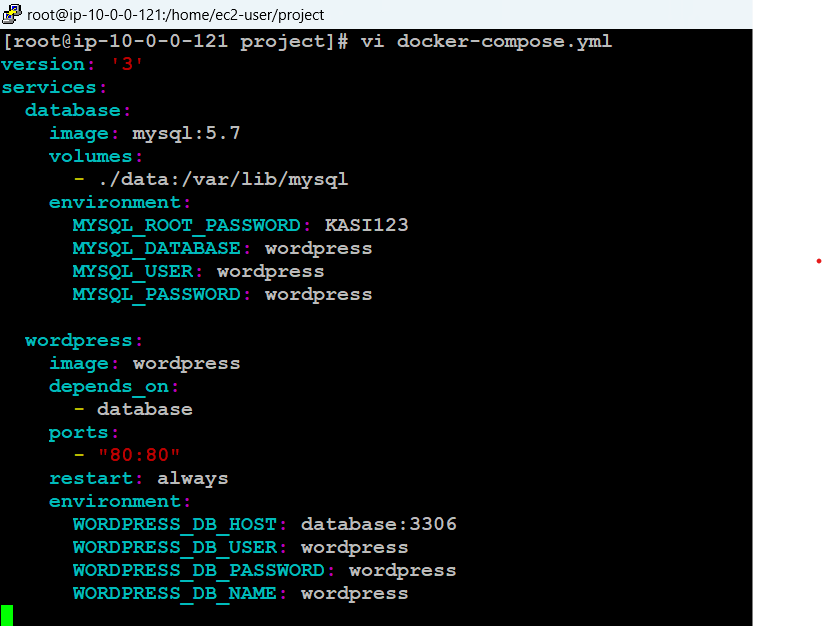 root@ip-10-0-0-121:/home/ec2-user/project
[root@ip-10-0-0-121 project]# vi docker-compose.yml
version: '3'
services:
  database:
    image: mysql:5.7
    volumes:
      - ./data:/var/lib/mysql
    environment:
      MYSQL_ROOT_PASSWORD: KASI123
      MYSQL_DATABASE: wordpress
      MYSQL_USER: wordpress
      MYSQL_PASSWORD: wordpress

  wordpress:
    image: wordpress
    depends_on:
      - database
    ports:
      - "80:80"
    restart: always
    environment:
      WORDPRESS_DB_HOST: database:3306
      WORDPRESS_DB_USER: wordpress
      WORDPRESS_DB_PASSWORD: wordpress
      WORDPRESS_DB_NAME: wordpress